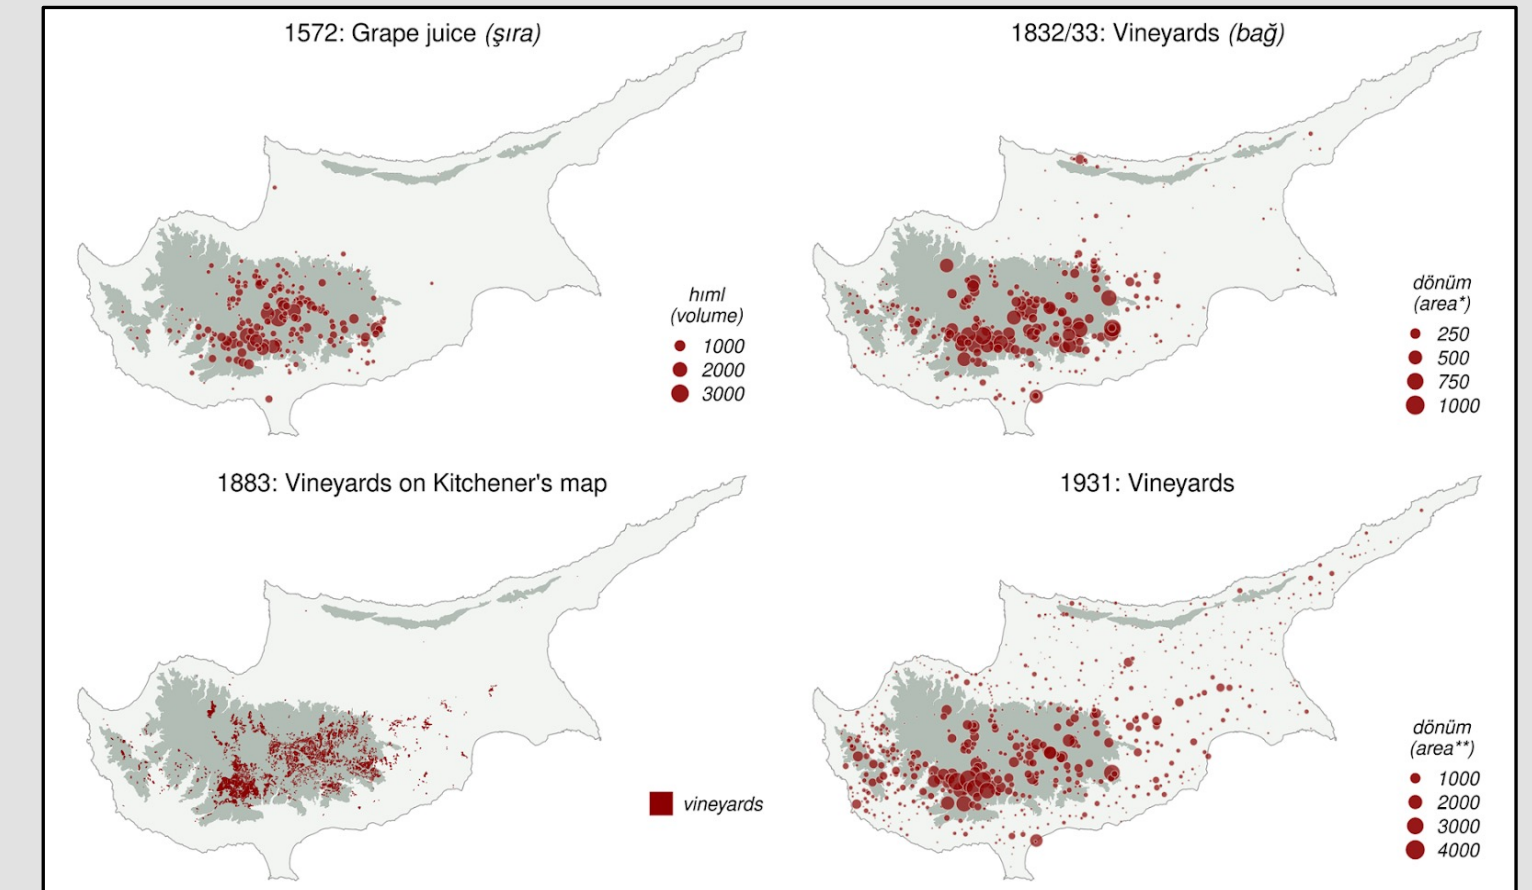 1572: Grape juice (şıra)
hıml
(volume)
1000
2000
3000
1832/33: Vineyards (bağ)
dönüm
(area*)
250
500
750
1000
1883: Vineyards on Kitchener's map
vineyards
1931: Vineyards
dönüm
(area**)
1000
2000
3000
4000